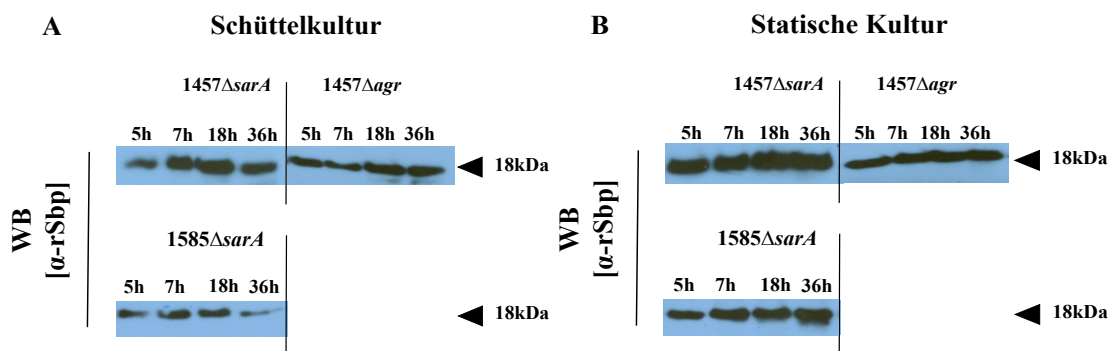 A Schüttelkultur
1457ΔsarA 1457Δagr
5h 7h 18h 36h 5h 7h 18h 36h
18kDa
WB
[α-rSbp]
1585ΔsarA
5h 7h 18h 36h
18kDa
B Statische Kultur
1457ΔsarA 1457Δagr
5h 7h 18h 36h 5h 7h 18h 36h
18kDa
WB
[α-rSbp]
1585ΔsarA
5h 7h 18h 36h
18kDa